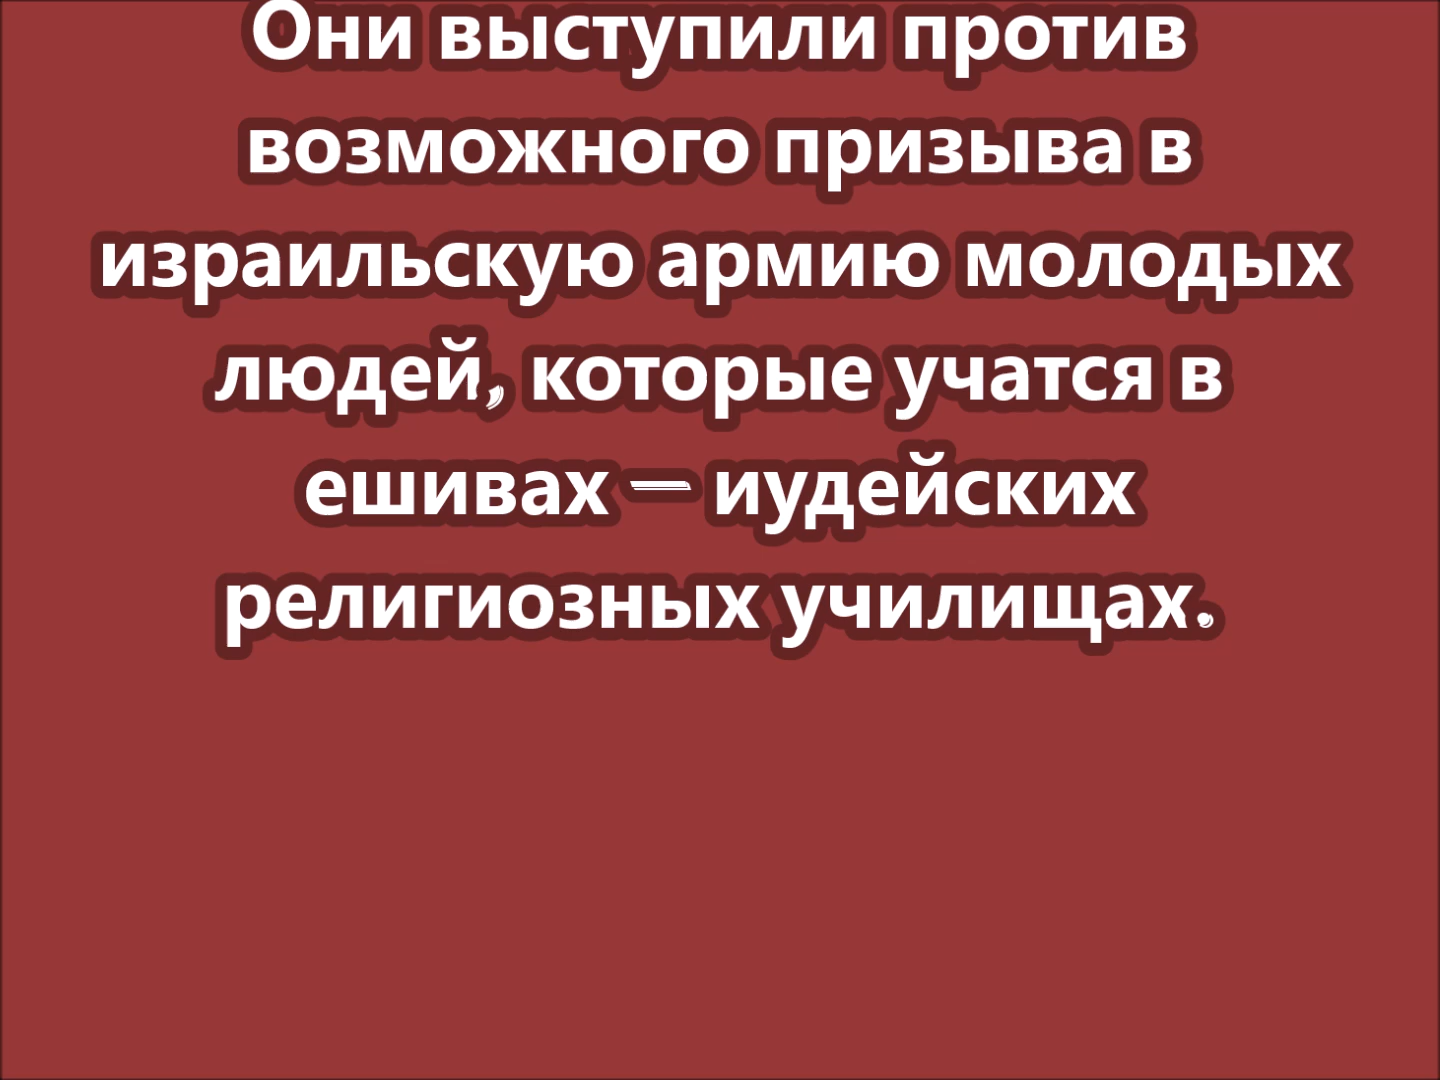 Они выступили против
возможного призыва в
израильскую армию молодых
людей, которые учатся в
ешивах — иудейских
религиозных училищах.